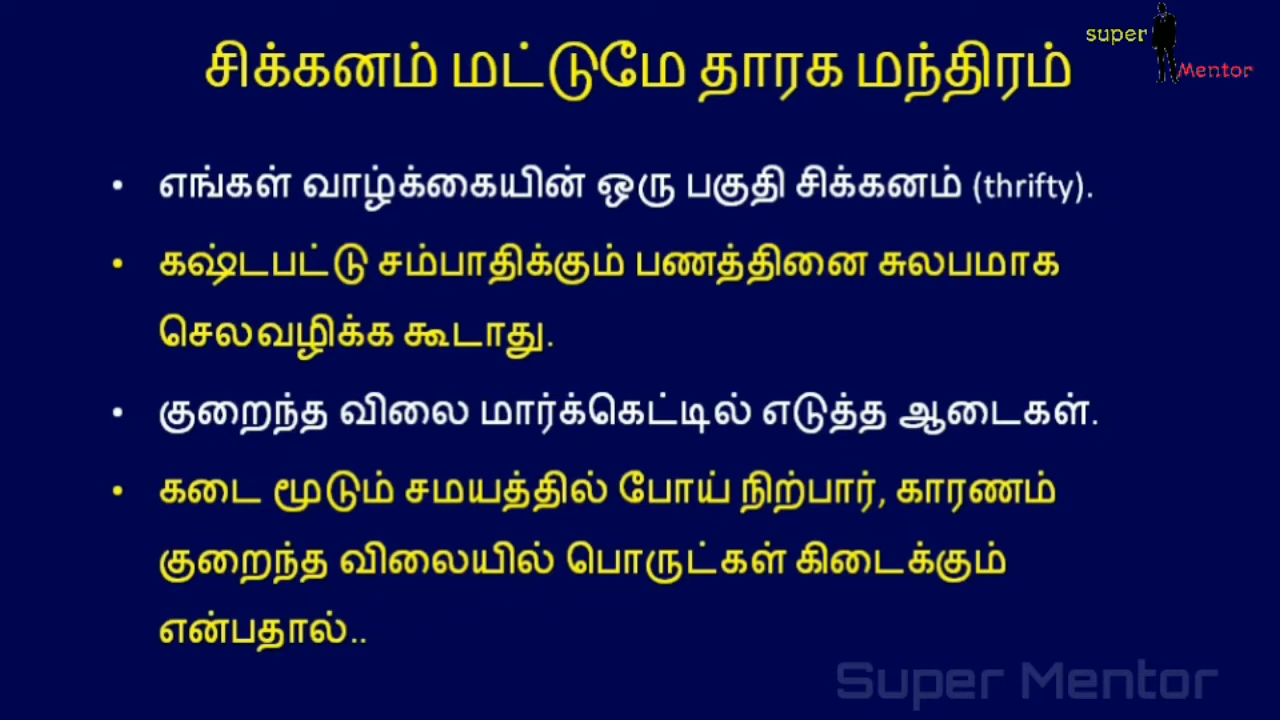 super
Mentor
சிக்கனம் மட்டுமே தாரக மந்திரம்
• எங்கள் வாழ்க்கையின் ஒரு பகுதி சிக்கனம் (thrifty).
• கஷ்டபட்டு சம்பாதிக்கும் பணத்தினை சுலபமாக
செலவழிக்க கூடாது.
• குறைந்த விலை மார்க்கெட்டில் எடுத்த ஆடைகள்.
• கடை மூடும் சமயத்தில் போய் நிற்பார், காரணம்
குறைந்த விலையில் பொருட்கள் கிடைக்கும்
என்பதால்..
Super Mentor